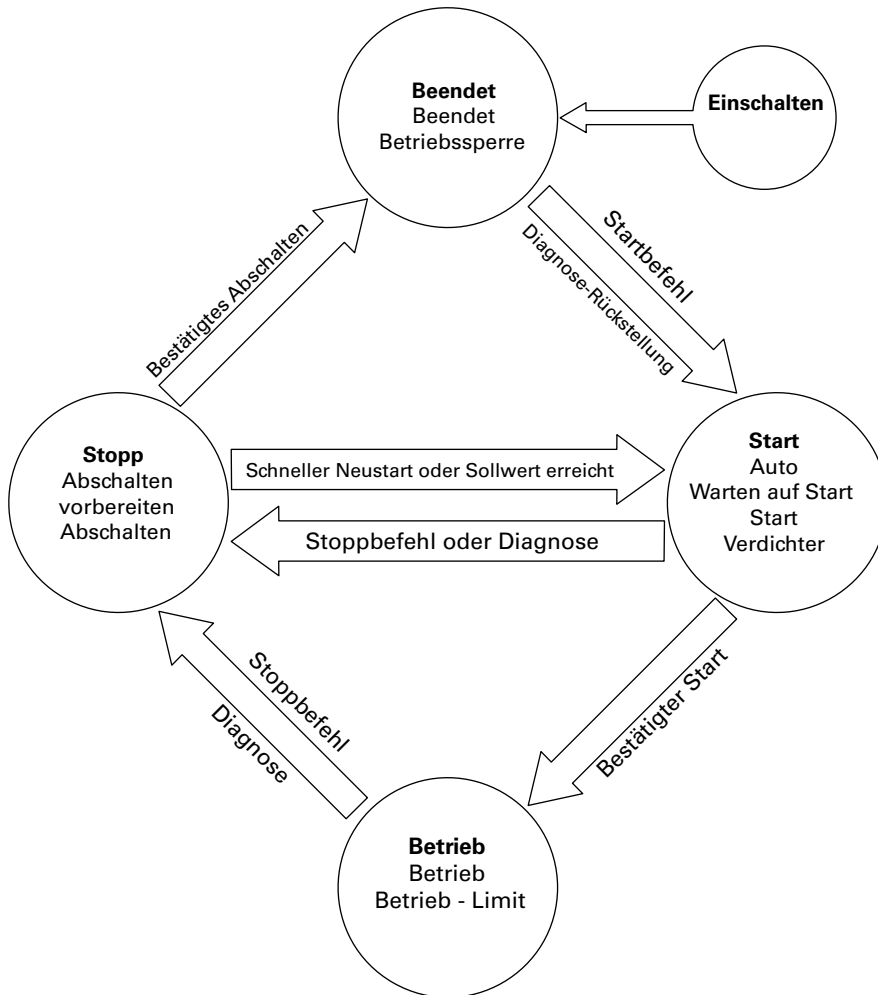 Beendet
Beendet
Betriebssperre
Einschalten
Bestätigtes Abschalten
Startbefehl
Diagnose-Rückstellung
Stopp
Abschalten
vorbereiten
Abschalten
Schneller Neustart oder Sollwert erreicht
Stoppbefehl oder Diagnose
Start
Auto
Warten auf Start
Start
Verdichter
Stoppbefehl
Diagnose
Bestätigter Start
Betrieb
Betrieb
Betrieb - Limit